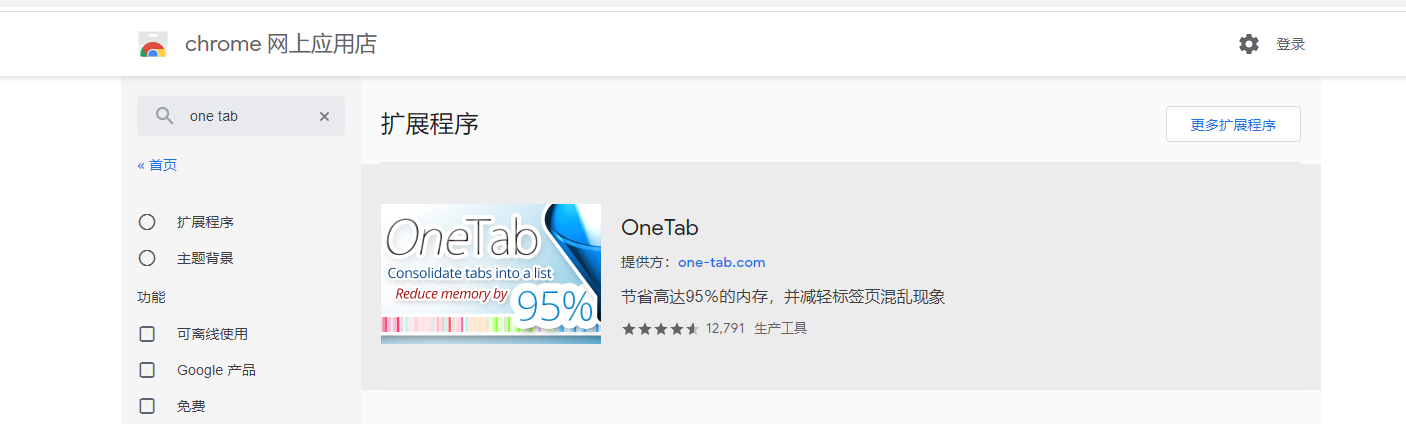 chrome 网上应用店
登录
one tab
« 首页
扩展程序
主题背景
功能
可离线使用
Google 产品
免费
扩展程序
更多扩展程序
OneTab
Consolidate tabs into a list
Reduce memory by 95%
OneTab
提供方：one-tab.com
节省高达95%的内存，并减轻标签页混乱现象
12,791 生产工具